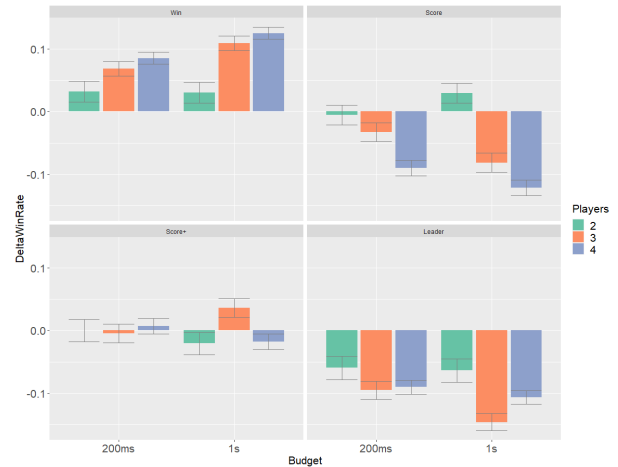 Win
Score
0.1
0.0
-0.1
Score+
Leader
0.1
0.0
-0.1
200ms
1s
200ms
1s
DeltaWinRate
Budget
Players
2
3
4